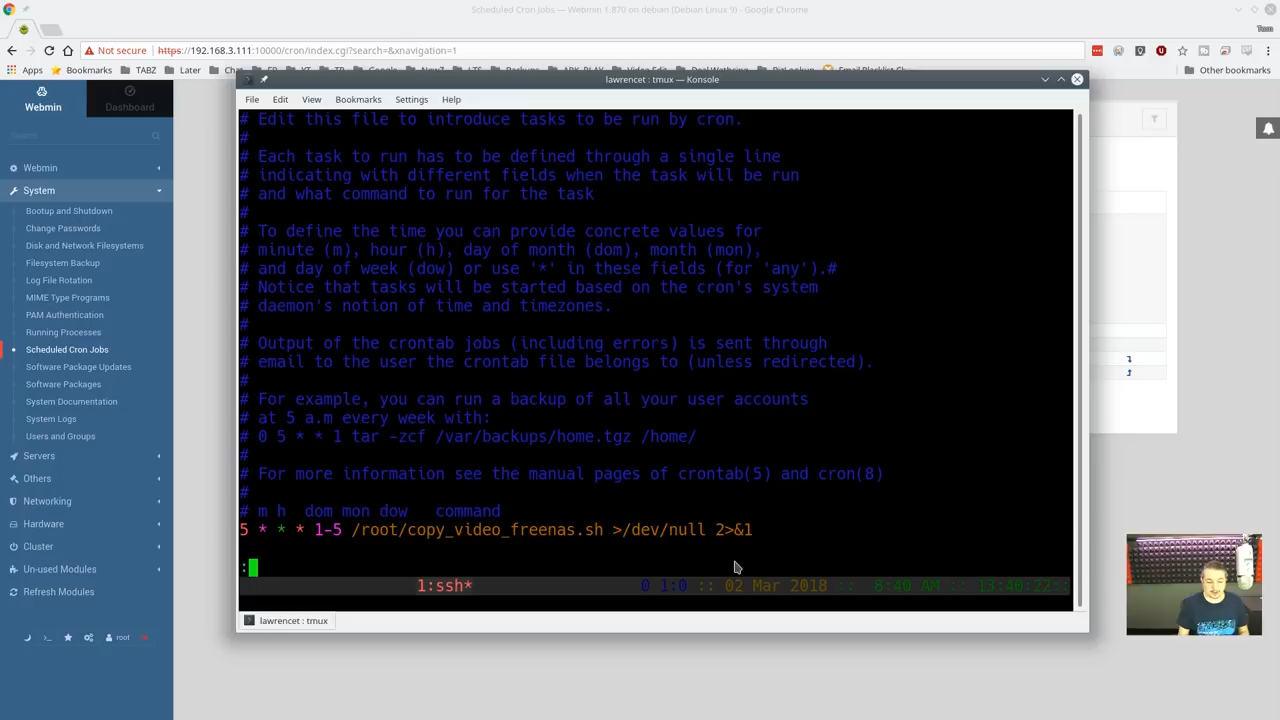 Scheduled Cron Jobs — Webmin 1.870 on debian (Debian Linux 9) - Google Chrome
Tom
Not secure https://192.168.3.111:10000/cron/index.cgi?search=&xnavigation=1
Apps Bookmarks TABZ Later Other bookmarks
lawrencet : tmux — Konsole
File Edit View Bookmarks Settings Help
Webmin
Dashboard
Search
Webmin
System
Bootup and Shutdown
Change Passwords
Disk and Network Filesystems
Filesystem Backup
Log File Rotation
MIME Type Programs
PAM Authentication
Running Processes
Scheduled Cron Jobs
Software Package Updates
Software Packages
System Documentation
System Logs
Users and Groups
Servers
Others
Networking
Hardware
Cluster
Un-used Modules
Refresh Modules
root
# Edit this file to introduce tasks to be run by cron.
#
# Each task to run has to be defined through a single line
# indicating with different fields when the task will be run
# and what command to run for the task
#
# To define the time you can provide concrete values for
# minute (m), hour (h), day of month (dom), month (mon),
# and day of week (dow) or use '*' in these fields (for 'any').#
# Notice that tasks will be started based on the cron's system
# daemon's notion of time and timezones.
#
# Output of the crontab jobs (including errors) is sent through
# email to the user the crontab file belongs to (unless redirected).
#
# For example, you can run a backup of all your user accounts
# at 5 a.m every week with:
# 0 5 * * 1 tar -zcf /var/backups/home.tgz /home/
#
# For more information see the manual pages of crontab(5) and cron(8)
#
# m h  dom mon dow   command
5 * * * 1-5 /root/copy_video_freenas.sh >/dev/null 2>&1
:
1:ssh* 0 1:0 :: 02 Mar 2018 :: 8:40 AM :: 13:40:22::
lawrencet : tmux